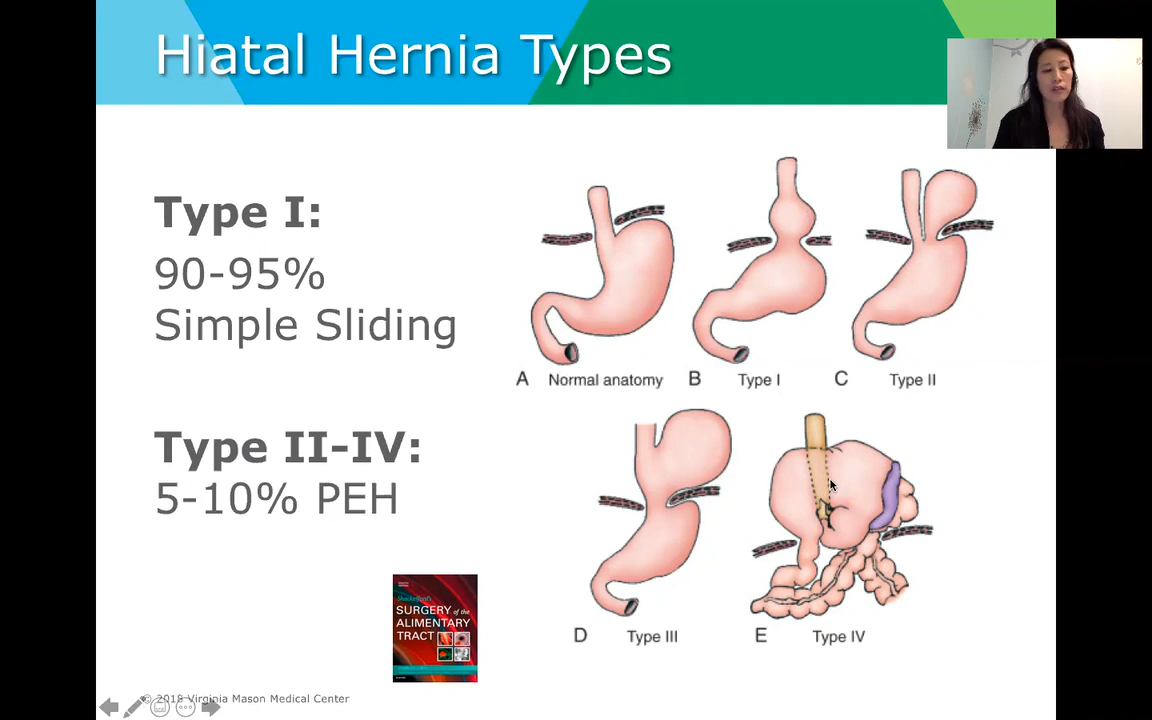 Hiatal Hernia Types
Type I:
90-95%
Simple Sliding
Type II-IV:
5-10% PEH
A Normal anatomy
B Type I
C Type II
D Type III
E Type IV
Shackelford's
SURGERY of the
ALIMENTARY
TRACT
© 2018 Virginia Mason Medical Center